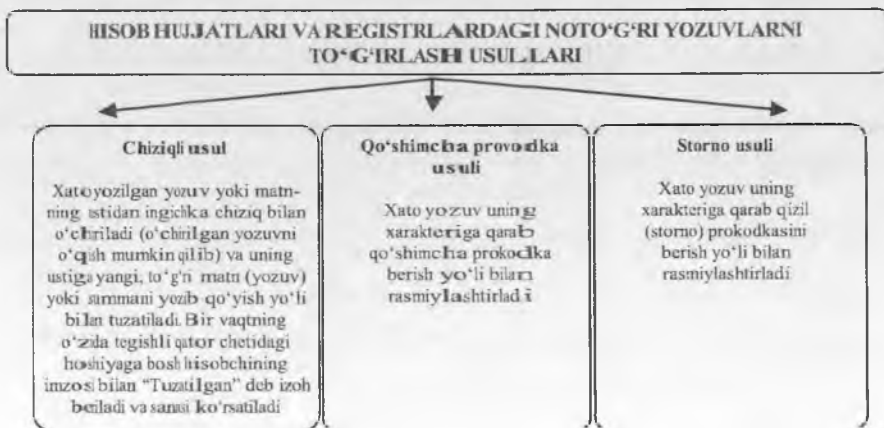 HISOB HUJJATLARI VA REGISTRLARDAGI NOTO‘G‘RI YOZUVLARNI
TO‘G‘IRLASH USULLARI
Chiziqli usul
Xato yozilgan yozuv yoki matn-
ning ustidan ingichka chiziq bilan
o‘chiriladi (o‘chirilgan yozuvni
o‘qish mumkin qilib) va uning
ustiga yangi, to‘g‘ri matn (yozuv)
yoki summani yozib qo‘yish yo‘li
bilan tuzatiladi. Bir vaqtning
o‘zida tegishli qator chetidagi
hoshiyaga bosh hisobchining
imzosi bilan “Tuzatilgan” deb izoh
beriladi va sanasi ko‘rsatiladi
Qo‘shimcha provodka
usuli
Xato yozuv uning
xarakteriga qarab
qo‘shimcha prokodka
berish yo‘li bilan
rasmiylashtirladi
Storno usuli
Xato yozuv uning
xarakteriga qarab qizil
(storno) prokodkasini
berish yo‘li bilan
rasmiylashtirladi